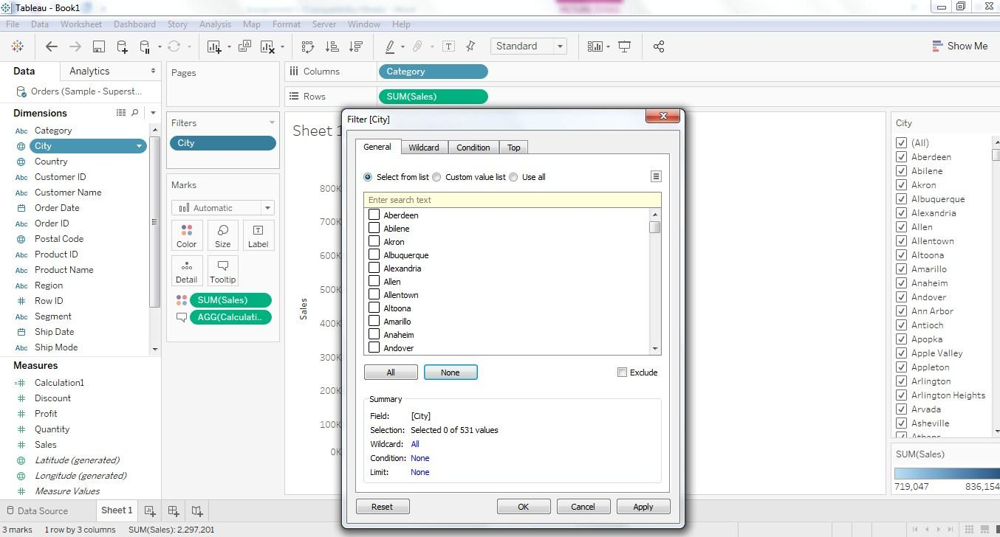 Tableau - Book1
File Data Worksheet Dashboard Story Analysis Map Format Server Window Help
Standard
Show Me
Data
Analytics
Orders (Sample - Superst...
Dimensions
Abc Category
City
Country
Abc Customer ID
Abc Customer Name
Order Date
Abc Order ID
Postal Code
Abc Product ID
Abc Product Name
Abc Region
# Row ID
Abc Segment
Ship Date
Abc Ship Mode
Measures
=# Calculation1
# Discount
# Profit
# Quantity
# Sales
Latitude (generated)
Longitude (generated)
# Measure Values
Pages
Filters
City
Marks
Automatic
Color
Size
Label
Detail
Tooltip
SUM(Sales)
AGG(Calculati..
Columns
Category
Rows
SUM(Sales)
Sheet 1
Sales
800K
700K
600K
500K
400K
300K
200K
100K
0K
Filter [City]
General
Wildcard
Condition
Top
Select from list
Custom value list
Use all
Enter search text
Aberdeen
Abilene
Akron
Albuquerque
Alexandria
Allen
Allentown
Altoona
Amarillo
Anaheim
Andover
All
None
Exclude
Summary
Field: [City]
Selection: Selected 0 of 531 values
Wildcard: All
Condition: None
Limit: None
Reset
OK
Cancel
Apply
City
(All)
Aberdeen
Abilene
Akron
Albuquerque
Alexandria
Allen
Allentown
Altoona
Amarillo
Anaheim
Andover
Ann Arbor
Antioch
Apopka
Apple Valley
Appleton
Arlington
Arlington Heights
Arvada
Asheville
Athens
SUM(Sales)
719,047
836,154
Data Source
Sheet 1
3 marks
1 row by 3 columns
SUM(Sales): 2,297,201